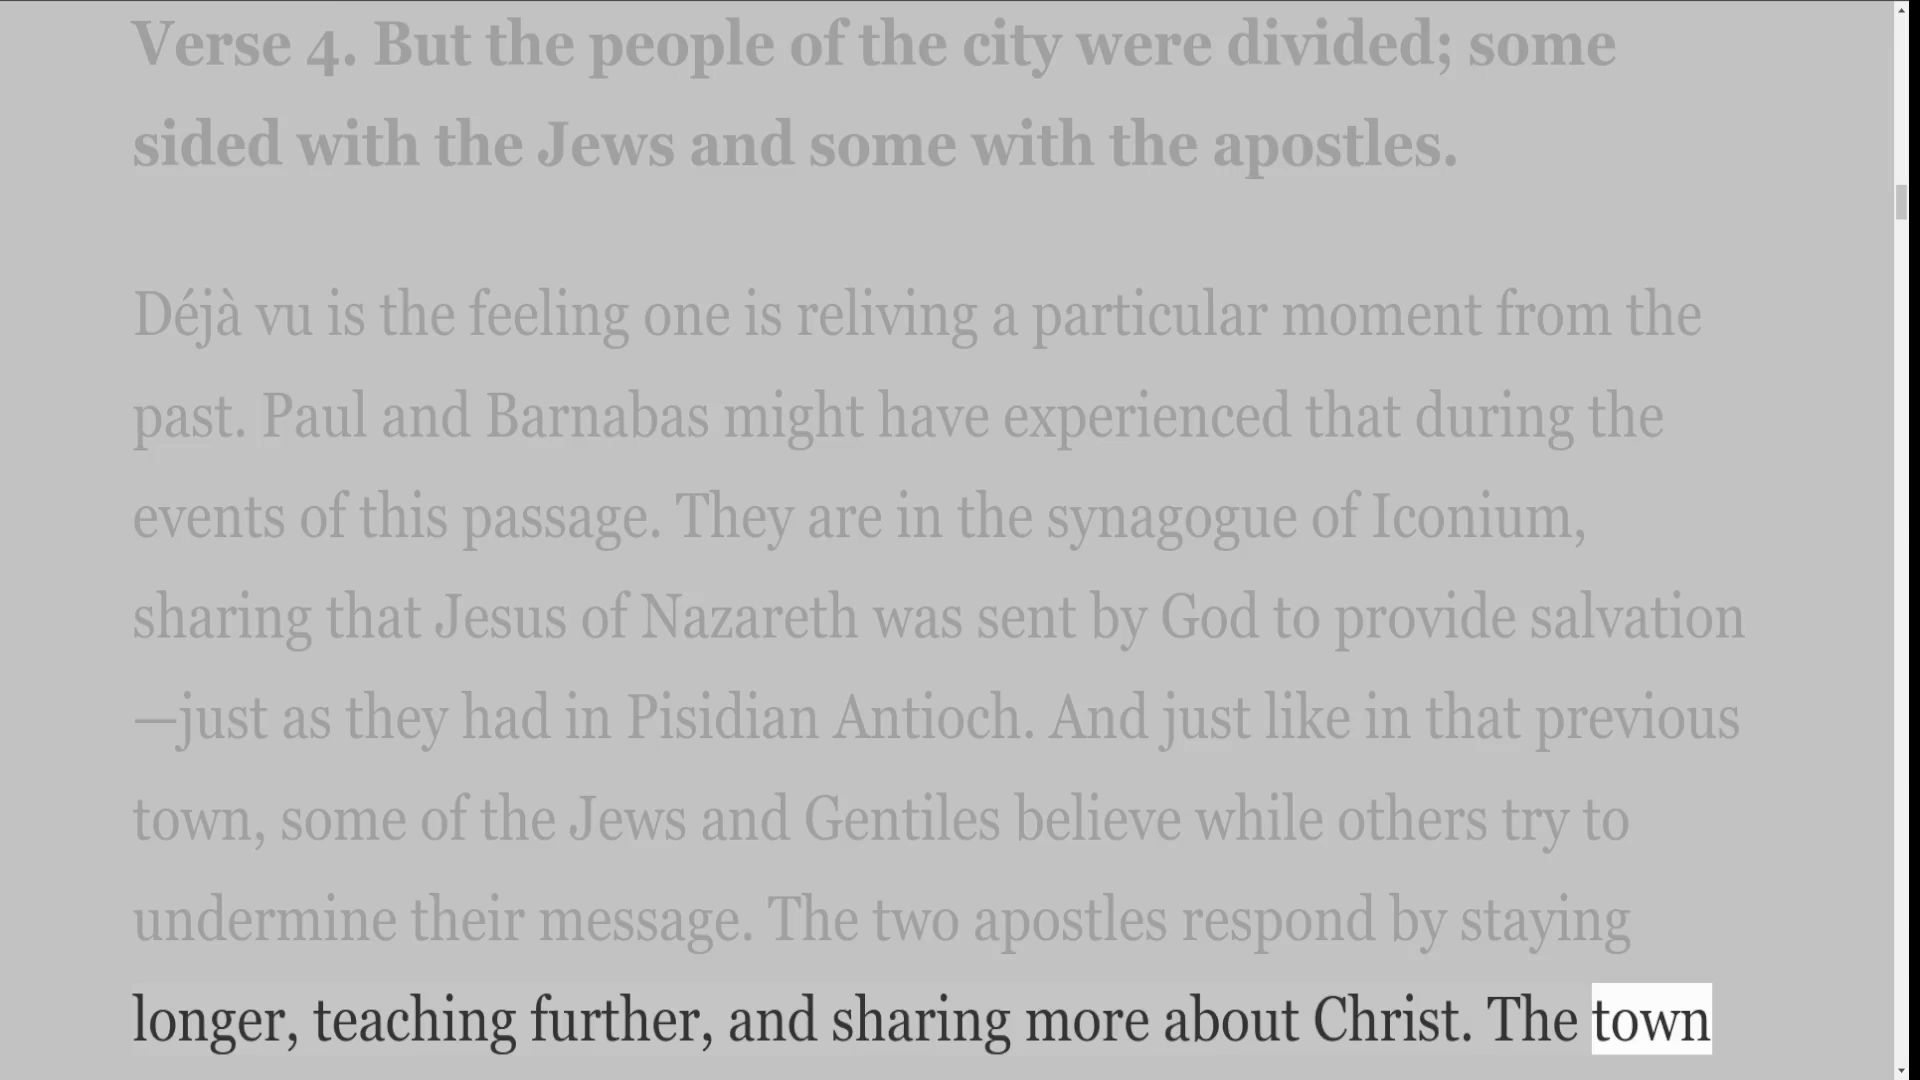 Verse 4. But the people of the city were divided; some
sided with the Jews and some with the apostles.
Déjà vu is the feeling one is reliving a particular moment from the
past. Paul and Barnabas might have experienced that during the
events of this passage. They are in the synagogue of Iconium,
sharing that Jesus of Nazareth was sent by God to provide salvation
—just as they had in Pisidian Antioch. And just like in that previous
town, some of the Jews and Gentiles believe while others try to
undermine their message. The two apostles respond by staying
longer, teaching further, and sharing more about Christ. The town